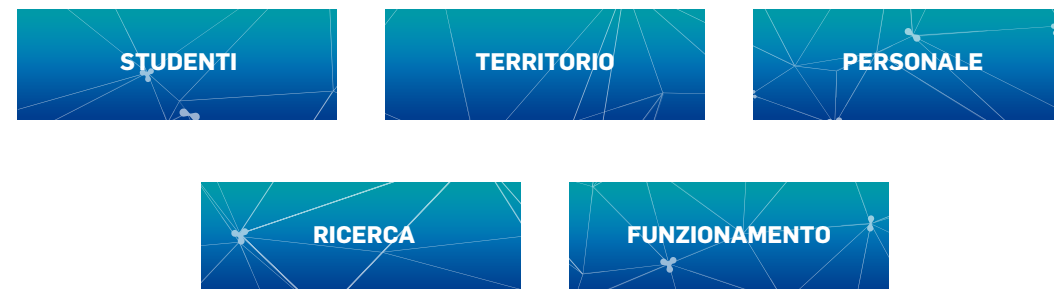 STUDENTI
TERRITORIO
PERSONALE
RICERCA
FUNZIONAMENTO